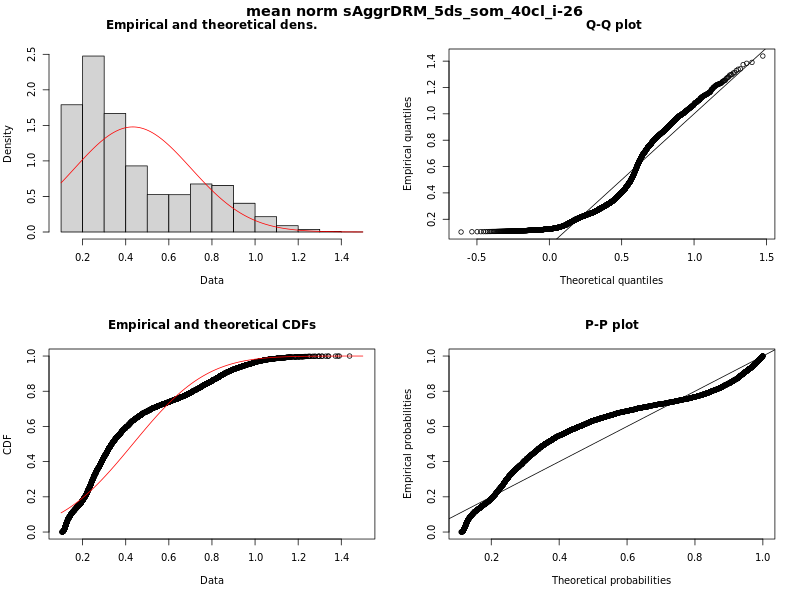 mean norm sAggrDRM_5ds_som_40cl_i-26
Empirical and theoretical dens.
Density
0.0 0.5 1.0 1.5 2.0 2.5
0.2 0.4 0.6 0.8 1.0 1.2 1.4
Data
Q-Q plot
Empirical quantiles
0.2 0.4 0.6 0.8 1.0 1.2 1.4
-0.5 0.0 0.5 1.0 1.5
Theoretical quantiles
Empirical and theoretical CDFs
CDF
0.0 0.2 0.4 0.6 0.8 1.0
0.2 0.4 0.6 0.8 1.0 1.2 1.4
Data
P-P plot
Empirical probabilities
0.0 0.2 0.4 0.6 0.8 1.0
0.2 0.4 0.6 0.8 1.0
Theoretical probabilities